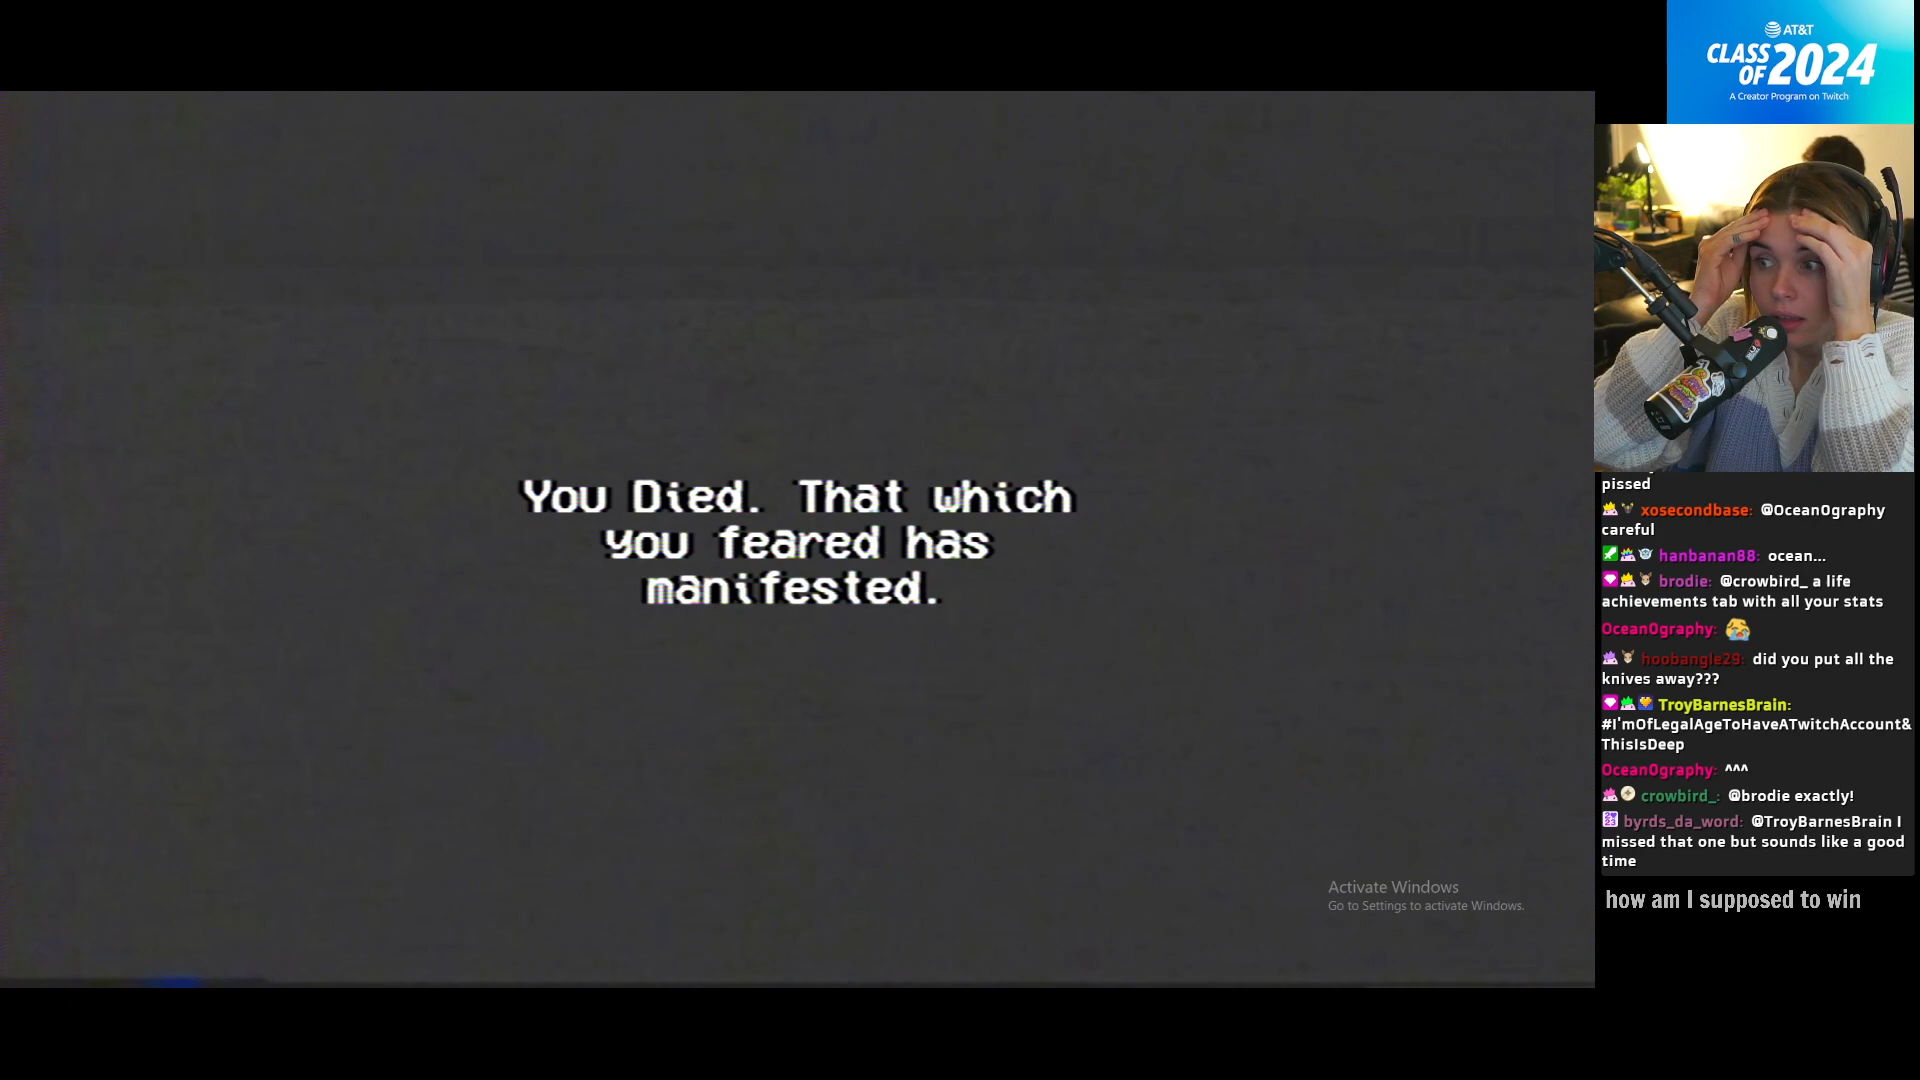 AT&T
CLASS
OF 2024
A Creator Program on Twitch
You Died. That which
you feared has
manifested.
Activate Windows
Go to Settings to activate Windows.
pissed
xosecondbase: @Ocean0graphy
careful
hanbanan88: ocean...
brodie: @crowbird_ a life
achievements tab with all your stats
Ocean0graphy:
hoobangle29: did you put all the
knives away???
TroyBarnesBrain:
#I'mOfLegalAgeToHaveATwitchAccount&
ThisIsDeep
Ocean0graphy: ^^^
crowbird_: @brodie exactly!
byrds_da_word: @TroyBarnesBrain I
missed that one but sounds like a good
time
how am I supposed to win